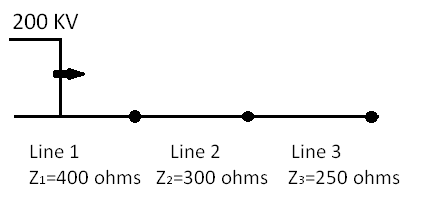 200 KV
Line 1 Line 2 Line 3
Z₁=400 ohms Z₂=300 ohms Z₃=250 ohms